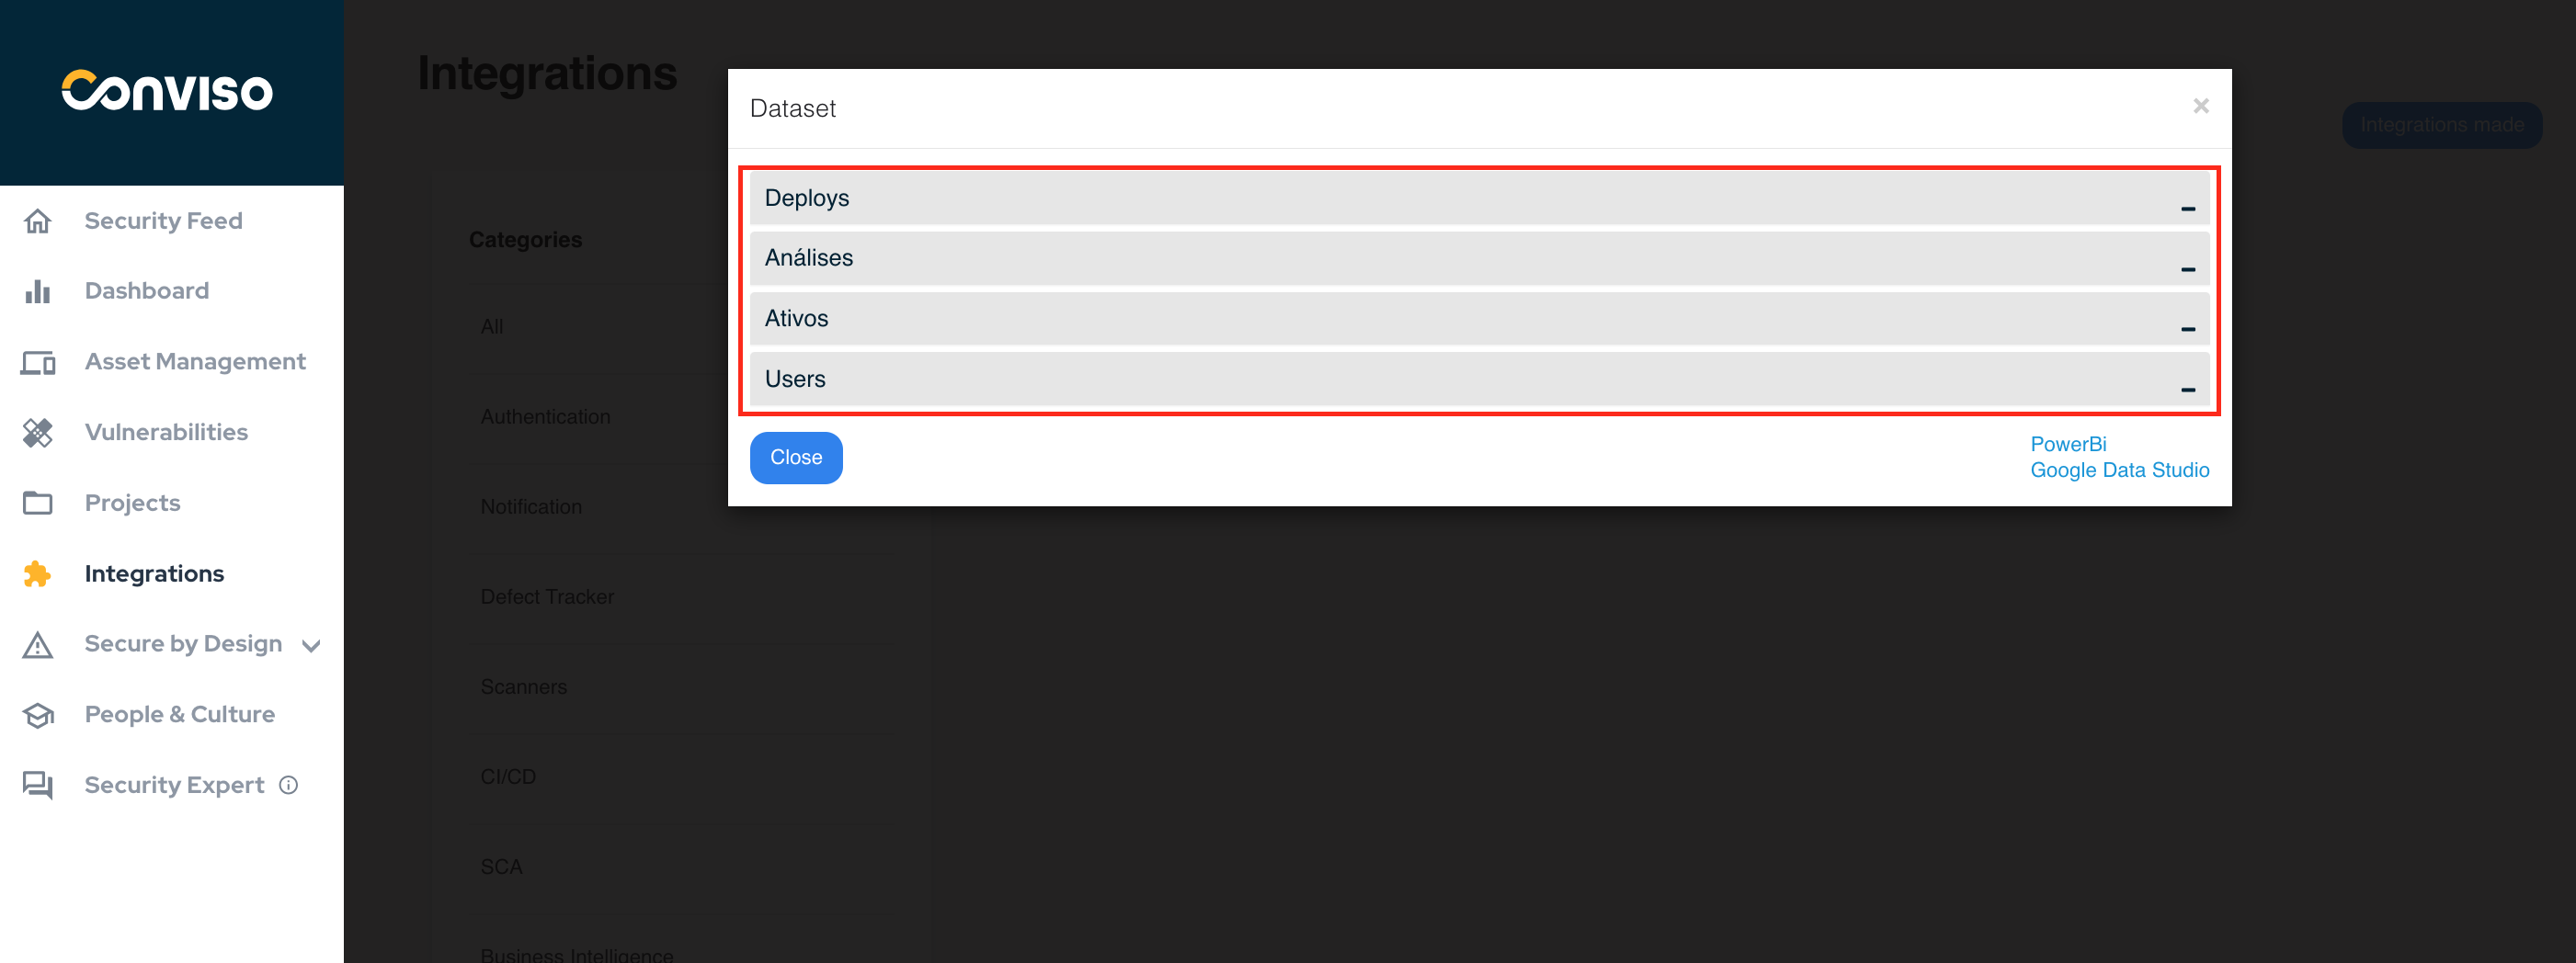 Conviso
Security Feed
Dashboard
Asset Management
Vulnerabilities
Projects
Integrations
Secure by Design
People & Culture
Security Expert
Integrations
Integrations made
Categories
All
Authentication
Notification
Defect Tracker
Scanners
CI/CD
SCA
Business Intelligence
Dataset
×
Deploys
Análises
Ativos
Users
Close
PowerBi
Google Data Studio